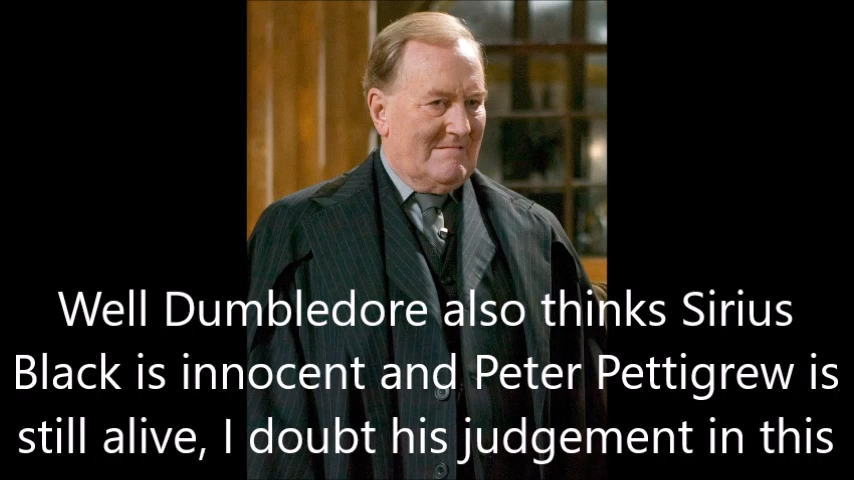 Well Dumbledore also thinks Sirius
Black is innocent and Peter Pettigrew is
still alive, I doubt his judgement in this